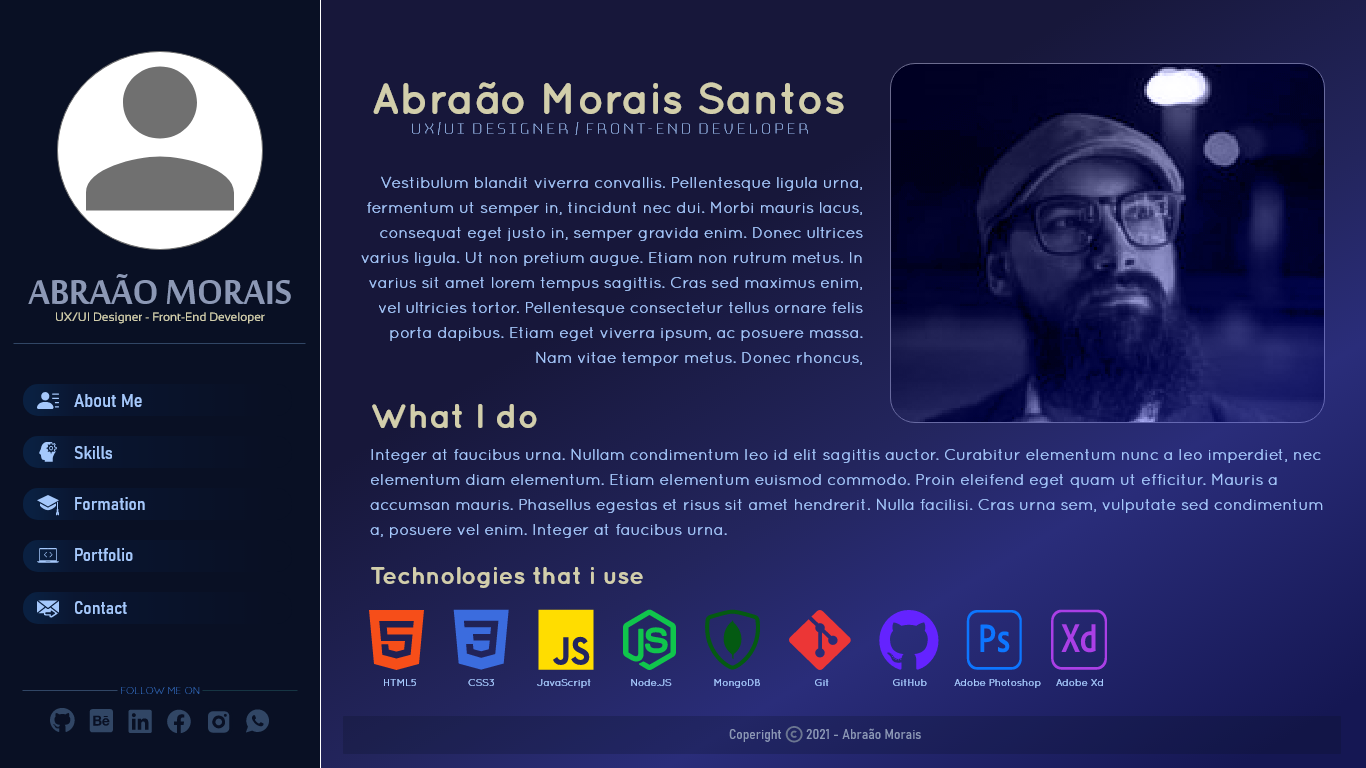 ABRAÃO MORAIS
UX/UI Designer - Front-End Developer
About Me
Skills
Formation
Portfolio
Contact
FOLLOW ME ON
Bē
in
Abraão Morais Santos
UX/UI DESIGNER / FRONT-END DEVELOPER
Vestibulum blandit viverra convallis. Pellentesque ligula urna,
fermentum ut semper in, tincidunt nec dui. Morbi mauris lacus,
consequat eget justo in, semper gravida enim. Donec ultrices
varius ligula. Ut non pretium augue. Etiam non rutrum metus. In
varius sit amet lorem tempus sagittis. Cras sed maximus enim,
vel ultricies tortor. Pellentesque consectetur tellus ornare felis
porta dapibus. Etiam eget viverra ipsum, ac posuere massa.
Nam vitae tempor metus. Donec rhoncus,
What I do
Integer at faucibus urna. Nullam condimentum leo id elit sagittis auctor. Curabitur elementum nunc a leo imperdiet, nec
elementum diam elementum. Etiam elementum euismod commodo. Proin eleifend eget quam ut efficitur. Mauris a
accumsan mauris. Phasellus egestas et risus sit amet hendrerit. Nulla facilisi. Cras urna sem, vulputate sed condimentum
a, posuere vel enim. Integer at faucibus urna.
Technologies that i use
5 3 JS JS Ps Xd
HTML5 CSS3 JavaScript Node.JS MongoDB Git GitHub Adobe Photoshop Adobe Xd
Coperight © 2021 - Abraão Morais